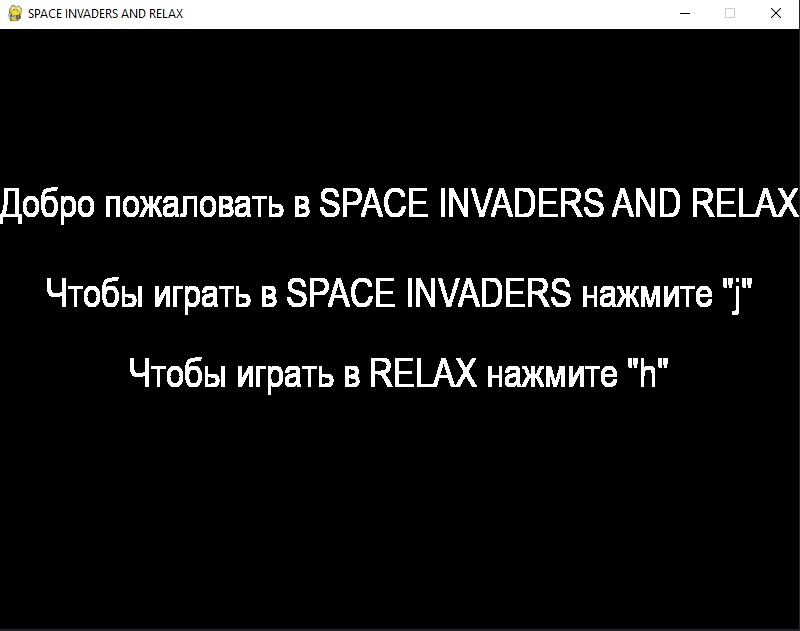 SPACE INVADERS AND RELAX
Добро пожаловать в SPACE INVADERS AND RELAX
Чтобы играть в SPACE INVADERS нажмите "j"
Чтобы играть в RELAX нажмите "h"